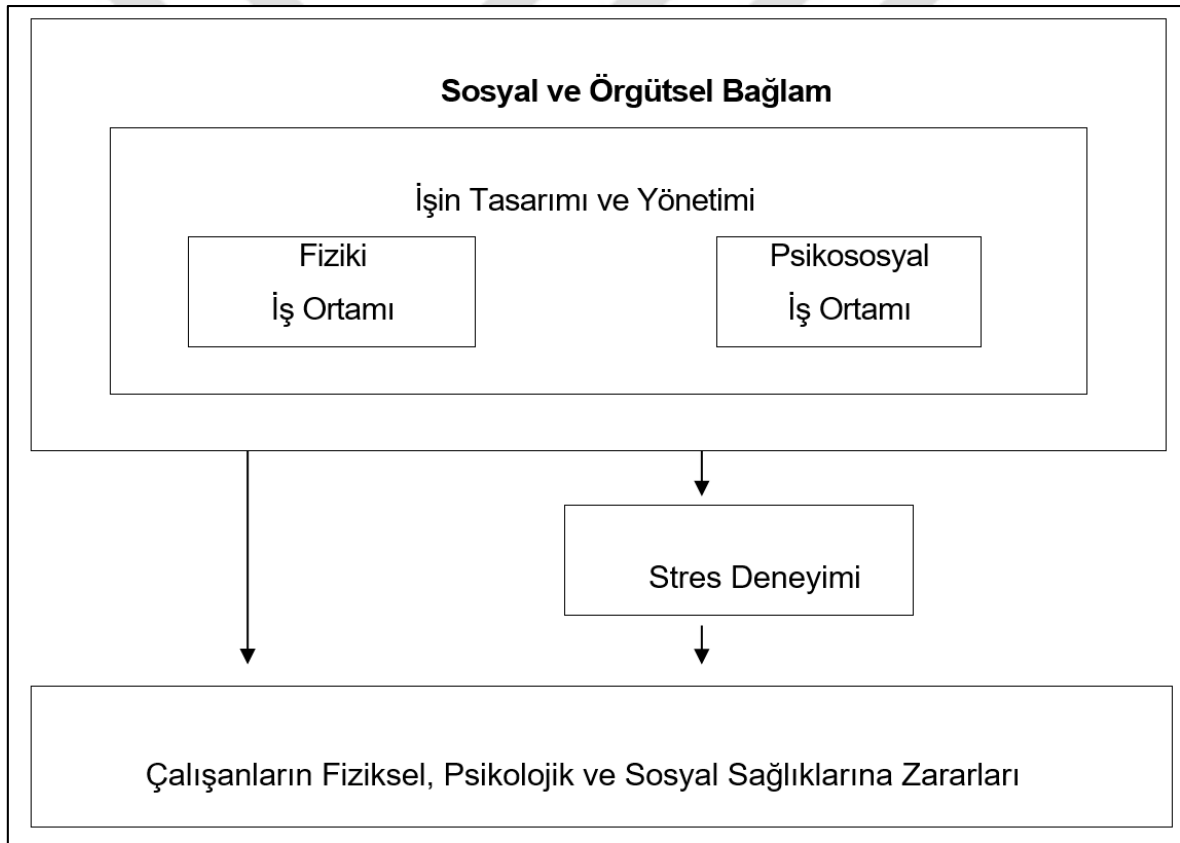 Sosyal ve Örgütsel Bağlam
İşin Tasarımı ve Yönetimi
Fiziki
İş Ortamı
Psikososyal
İş Ortamı
Stres Deneyimi
Çalışanların Fiziksel, Psikolojik ve Sosyal Sağlıklarına Zararları